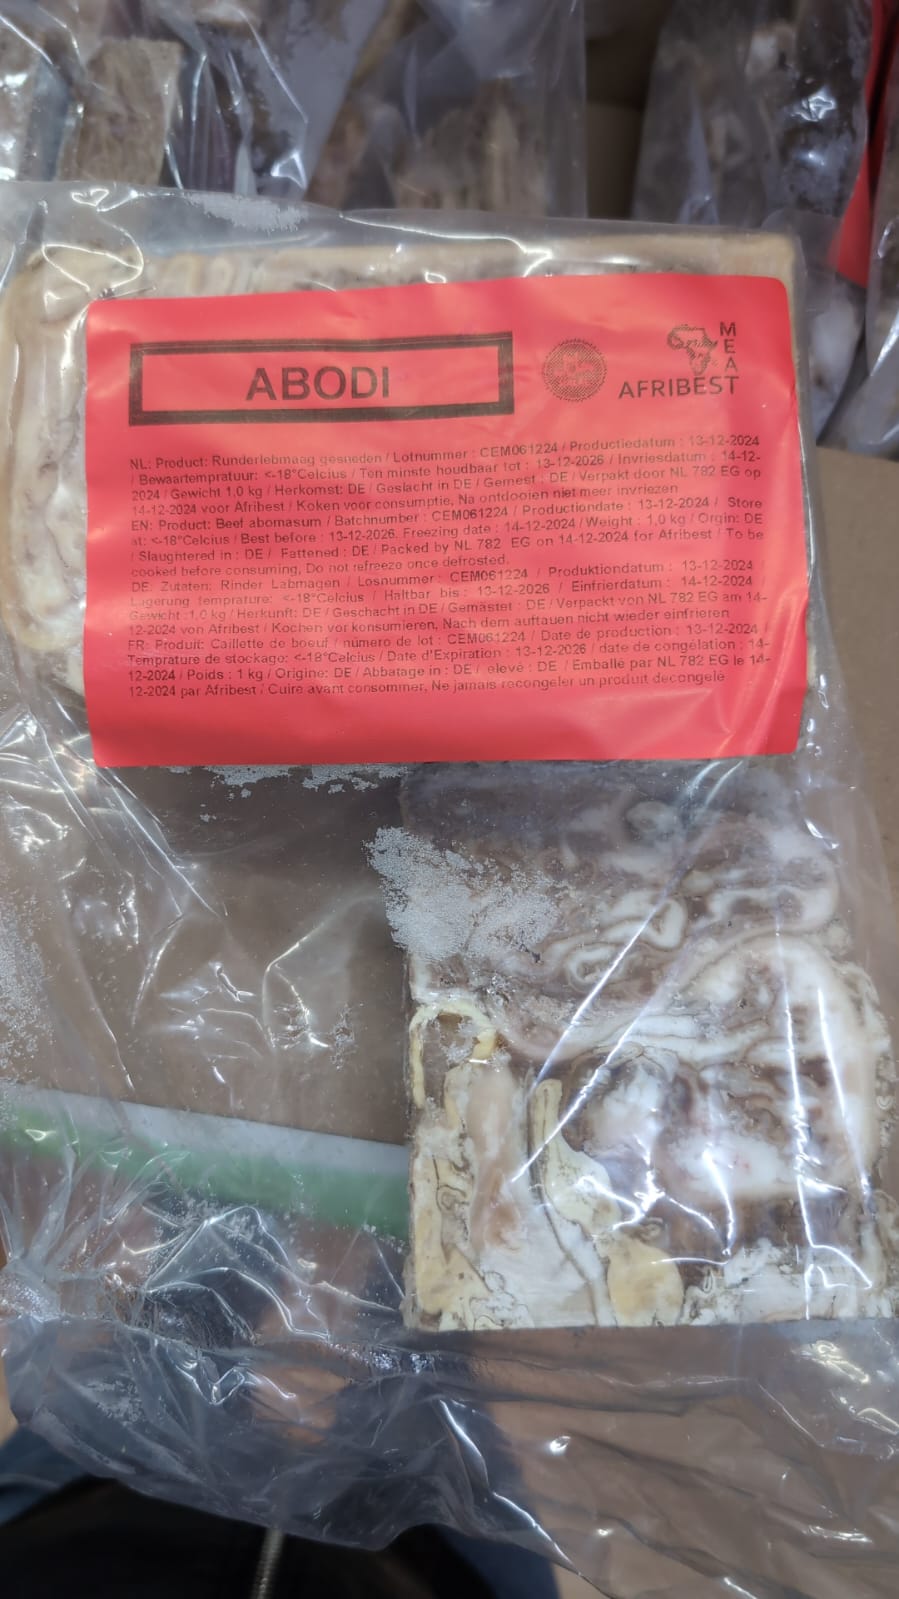 ABODI
MEAT
AFRIBEST
NL: Product: Runderlebmaag gesneden / Lotnummer : CEM061224 / Productiedatum : 13-12-2024
/ Bewaartempratuur: <-18°Celcius / Ten minste houdbaar tot : 13-12-2026 / Invriesdatum : 14-12-
2024 / Gewicht 1,0 kg / Herkomst: DE / Geslacht in DE / Gemest : DE / Verpakt door NL 782 EG op
14-12-2024 voor Afribest / Koken voor consumptie, Na ontdooien niet meer invriezen
EN: Product: Beef abomasum / Batchnumber : CEM061224 / Productiondate : 13-12-2024 / Store
at: <-18°Celcius / Best before : 13-12-2026. Freezing date : 14-12-2024 / Weight : 1,0 kg / Orgin: DE
/ Slaughtered in : DE / Fattened : DE / Packed by NL 782 EG on 14-12-2024 for Afribest / To be
cooked before consuming, Do not refreeze once defrosted.
DE: Zutaten: Rinder Labmagen / Losnummer : CEM061224 / Produktiondatum : 13-12-2024 /
Lagerung temprature: <-18°Celcius / Haltbar bis : 13-12-2026 / Einfrierdatum : 14-12-2024 /
Gewicht :1,0 kg / Herkunft: DE / Geschacht in DE / Gemästet : DE / Verpackt von NL 782 EG am 14-
12-2024 von Afribest / Kochen vor konsumieren, Nach dem auftauen nicht wieder einfrieren
FR: Produit: Caillette de boeuf / numéro de lot : CEM061224 / Date de production : 13-12-2024 /
Temprature de stockago: <-18°Celcius / Date d'Expiration : 13-12-2026 / date de congélation : 14-
12-2024 / Poids : 1 kg / Origine: DE / Abbatage in : DE / elevé : DE / Emballé par NL 782 EG le 14-
12-2024 par Afribest / Cuire avant consommer, Ne jamais recongeler un produit decongelé